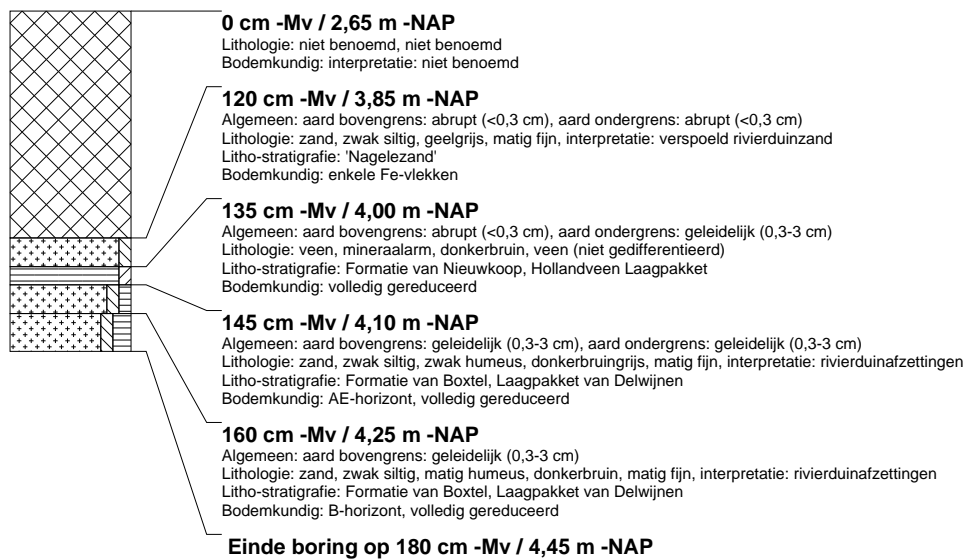 0 cm -Mv / 2,65 m -NAP
Lithologie: niet benoemd, niet benoemd
Bodemkundig: interpretatie: niet benoemd
120 cm -Mv / 3,85 m -NAP
Algemeen: aard bovengrens: abrupt (<0,3 cm), aard ondergrens: abrupt (<0,3 cm)
Lithologie: zand, zwak siltig, geelgrijs, matig fijn, interpretatie: verspoeld rivierduinzand
Litho-stratigrafie: 'Nagelezand'
Bodemkundig: enkele Fe-vlekken
135 cm -Mv / 4,00 m -NAP
Algemeen: aard bovengrens: abrupt (<0,3 cm), aard ondergrens: geleidelijk (0,3-3 cm)
Lithologie: veen, mineraalarm, donkerbruin, veen (niet gedifferentieerd)
Litho-stratigrafie: Formatie van Nieuwkoop, Hollandveen Laagpakket
Bodemkundig: volledig gereduceerd
145 cm -Mv / 4,10 m -NAP
Algemeen: aard bovengrens: geleidelijk (0,3-3 cm), aard ondergrens: geleidelijk (0,3-3 cm)
Lithologie: zand, zwak siltig, zwak humeus, donkerbruingrijs, matig fijn, interpretatie: rivierduinafzettingen
Litho-stratigrafie: Formatie van Boxtel, Laagpakket van Delwijnen
Bodemkundig: AE-horizont, volledig gereduceerd
160 cm -Mv / 4,25 m -NAP
Algemeen: aard bovengrens: geleidelijk (0,3-3 cm)
Lithologie: zand, zwak siltig, matig humeus, donkerbruin, matig fijn, interpretatie: rivierduinafzettingen
Litho-stratigrafie: Formatie van Boxtel, Laagpakket van Delwijnen
Bodemkundig: B-horizont, volledig gereduceerd
Einde boring op 180 cm -Mv / 4,45 m -NAP